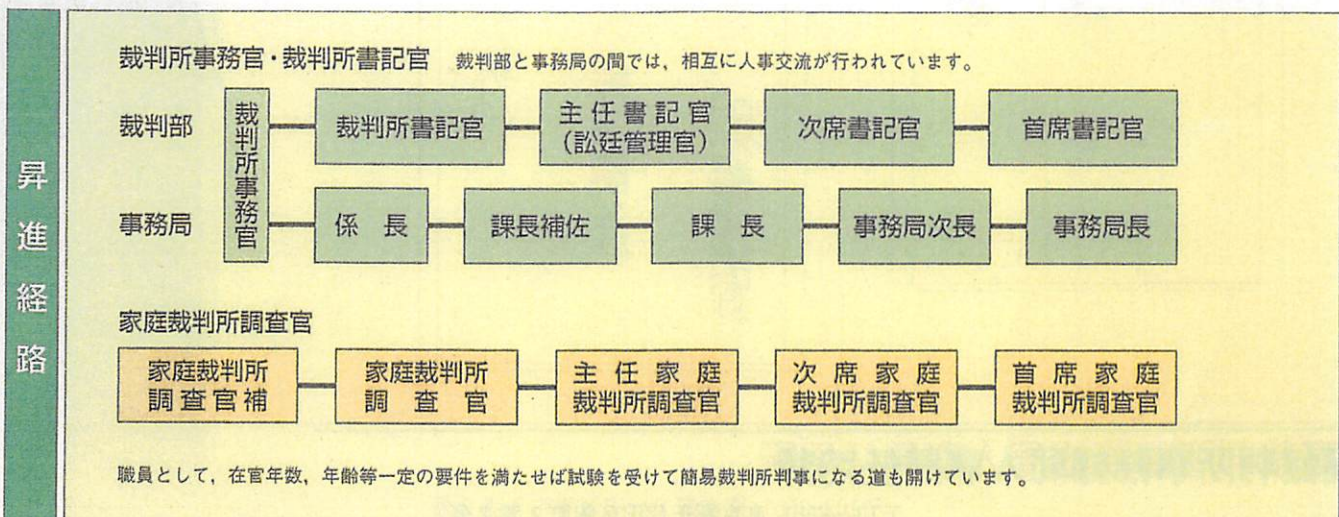 昇進経路
裁判所事務官・裁判所書記官 裁判部と事務局の間では，相互に人事交流が行われています。
裁判部
裁判所事務官
裁判所書記官
主任書記官
（訟廷管理官）
次席書記官
首席書記官
事務局
係長
課長補佐
課長
事務局次長
事務局長
家庭裁判所調査官
家庭裁判所
調査官補
家庭裁判所
調査官
主任家庭
裁判所調査官
次席家庭
裁判所調査官
首席家庭
裁判所調査官
職員として，在官年数，年齢等一定の要件を満たせば試験を受けて簡易裁判所判事になる道も開けています。